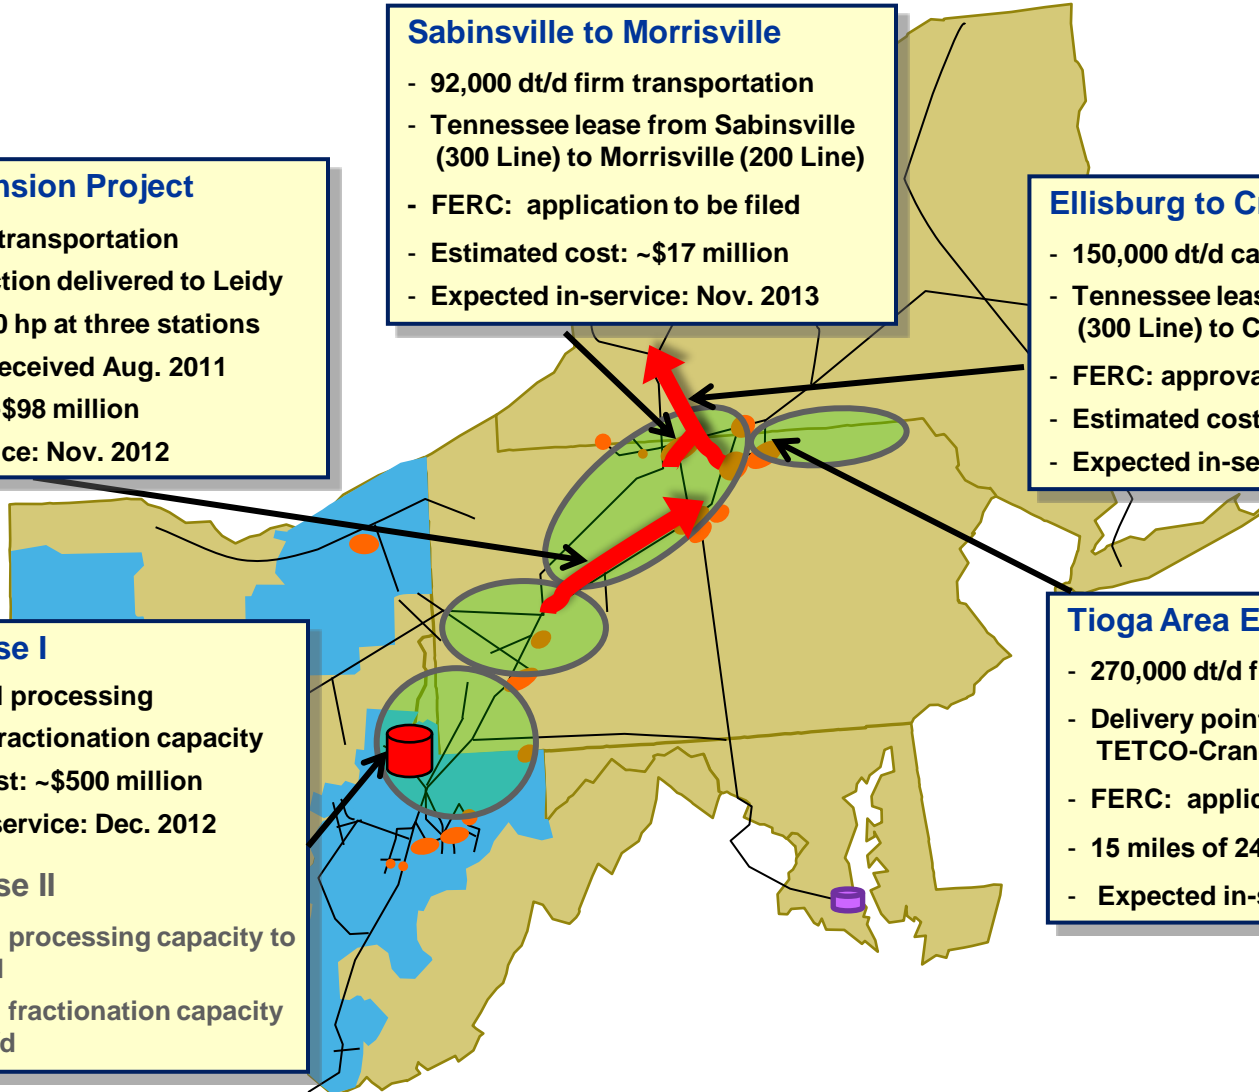 Sabinsville to Morrisville
- 92,000 dt/d firm transportation
- Tennessee lease from Sabinsville
(300 Line) to Morrisville (200 Line)
- FERC: application to be filed
- Estimated cost: ~$17 million
- Expected in-service: Nov. 2013
nsion Project
transportation
ction delivered to Leidy
0 hp at three stations
eceived Aug. 2011
$98 million
ce: Nov. 2012
Ellisburg to C
- 150,000 dt/d ca
- Tennessee leas
(300 Line) to C
- FERC: approva
- Estimated cost
- Expected in-se
se I
l processing
ractionation capacity
st: ~$500 million
service: Dec. 2012
se II
processing capacity to
d
fractionation capacity
d
Tioga Area E
- 270,000 dt/d f
- Delivery point
TETCO-Cran
- FERC: applic
- 15 miles of 24
- Expected in-s